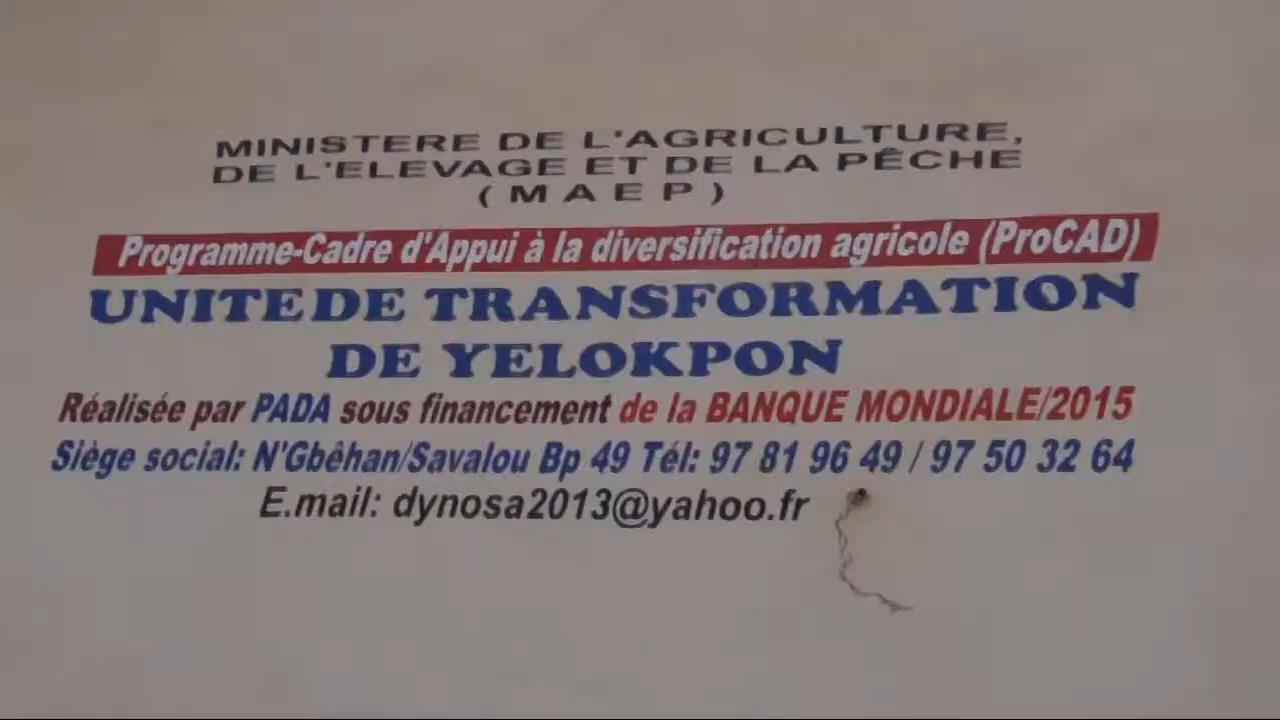 MINISTERE DE L'AGRICULTURE,
DE L'ELEVAGE ET DE LA PÊCHE
( M A E P )
Programme-Cadre d'Appui à la diversification agricole (ProCAD)
UNITE DE TRANSFORMATION
DE YELOKPON
Réalisée par PADA sous financement de la BANQUE MONDIALE/2015
Siège social: N'Gbêhan/Savalou Bp 49 Tél: 97 81 96 49 / 97 50 32 64
E.mail: dynosa2013@yahoo.fr